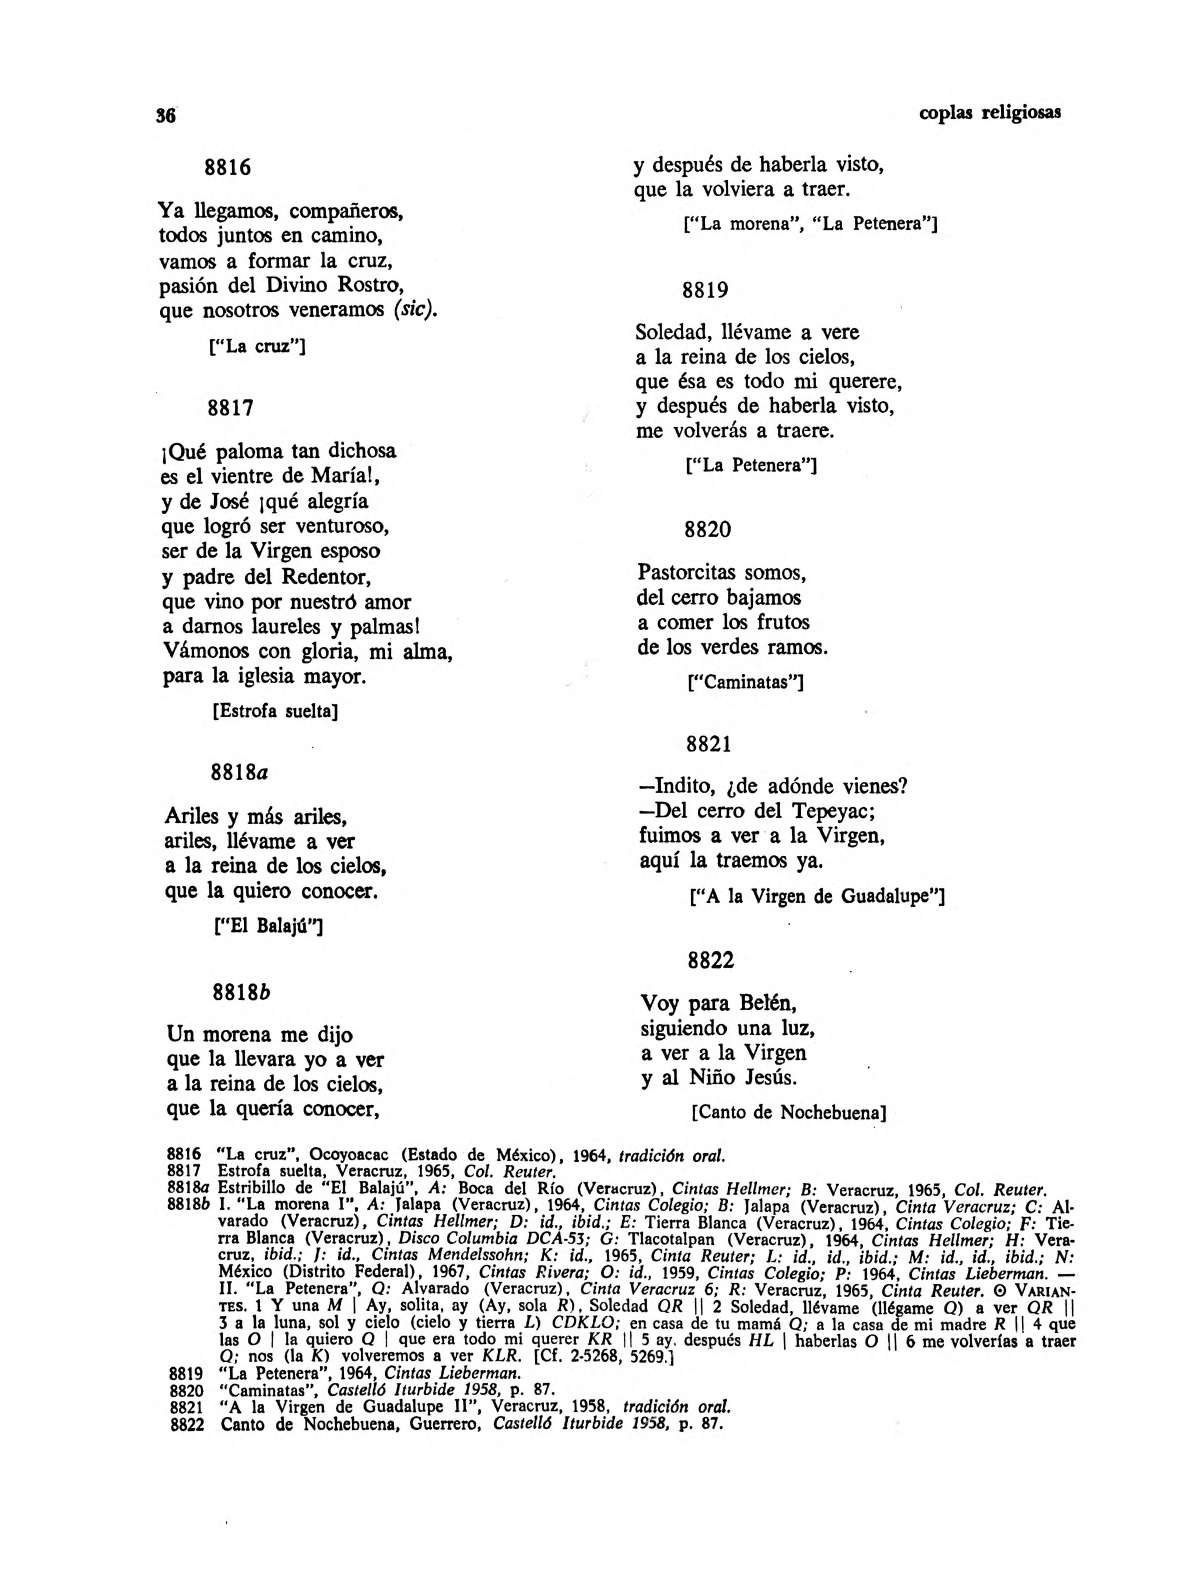 36
coplas religiosas
8816
Ya llegamos, compañeros,
todos juntos en camino,
vamos a formar la cruz,
pasión del Divino Rostro,
que nosotros veneramos (sic).
["La cruz"]
8817
¡Qué paloma tan dichosa
es el vientre de María!,
y de José ¡qué alegría
que logró ser venturoso,
ser de la Virgen esposo
y padre del Redentor,
que vino por nuestró amor
a darnos laureles y palmas!
Vámonos con gloria, mi alma,
para la iglesia mayor.
[Estrofa suelta]
8818a
Ariles y más ariles,
ariles, llévame a ver
a la reina de los cielos,
que la quiero conocer.
["El Balajú"]
8818b
Un morena me dijo
que la llevara yo a ver
a la reina de los cielos,
que la quería conocer,
y después de haberla visto,
que la volviera a traer.
["La morena", "La Petenera"]
8819
Soledad, llévame a vere
a la reina de los cielos,
que ésa es todo mi querere,
y después de haberla visto,
me volverás a traere.
["La Petenera"]
8820
Pastorcitas somos,
del cerro bajamos
a comer los frutos
de los verdes ramos.
["Caminatas"]
8821
—Indito, ¿de adónde vienes?
—Del cerro del Tepeyac;
fuimos a ver a la Virgen,
aquí la traemos ya.
["A la Virgen de Guadalupe"]
8822
Voy para Belén,
siguiendo una luz,
a ver a la Virgen
y al Niño Jesús.
[Canto de Nochebuena]
8816 "La cruz", Ocoyoacac (Estado de México), 1964, tradición oral.
8817 Estrofa suelta, Veracruz, 1965, Col. Reuter.
8818a Estribillo de "El Balajú", A: Boca del Río (Veracruz), Cintas Hellmer; B: Veracruz, 1965, Col. Reuter.
8818b I. "La morena I", A: Jalapa (Veracruz), 1964, Cintas Colegio; B: Jalapa (Veracruz), Cinta Veracruz; C: Al-
varado (Veracruz), Cintas Hellmer; D: id., ibid.; E: Tierra Blanca (Veracruz), 1964, Cintas Colegio; F: Tie-
rra Blanca (Veracruz), Disco Columbia DCA-53; G: Tlacotalpan (Veracruz), 1964, Cintas Hellmer; H: Vera-
cruz, ibid.; J: id., Cintas Mendelssohn; K: id., 1965, Cinta Reuter; L: id., id., ibid.; M: id., id., ibid.; N:
México (Distrito Federal), 1967, Cintas Rivera; O: id., 1959, Cintas Colegio; P: 1964, Cintas Lieberman. —
II. "La Petenera", Q: Alvarado (Veracruz), Cinta Veracruz 6; R: Veracruz, 1965, Cinta Reuter. ⊙ VARIAN-
TES. 1 Y una M | Ay, solita, ay (Ay, sola R), Soledad QR || 2 Soledad, llévame (llégame Q) a ver QR ||
3 a la luna, sol y cielo (cielo y tierra L) CDKLO; en casa de tu mamá Q; a la casa de mi madre R || 4 que
las O | la quiero Q | que era todo mi querer KR || 5 ay, después HL | haberlas O || 6 me volverías a traer
Q; nos (la K) volveremos a ver KLR. [Cf. 2-5268, 5269.]
8819 "La Petenera", 1964, Cintas Lieberman.
8820 "Caminatas", Castelló Iturbide 1958, p. 87.
8821 "A la Virgen de Guadalupe II", Veracruz, 1958, tradición oral.
8822 Canto de Nochebuena, Guerrero, Castelló Iturbide 1958, p. 87.